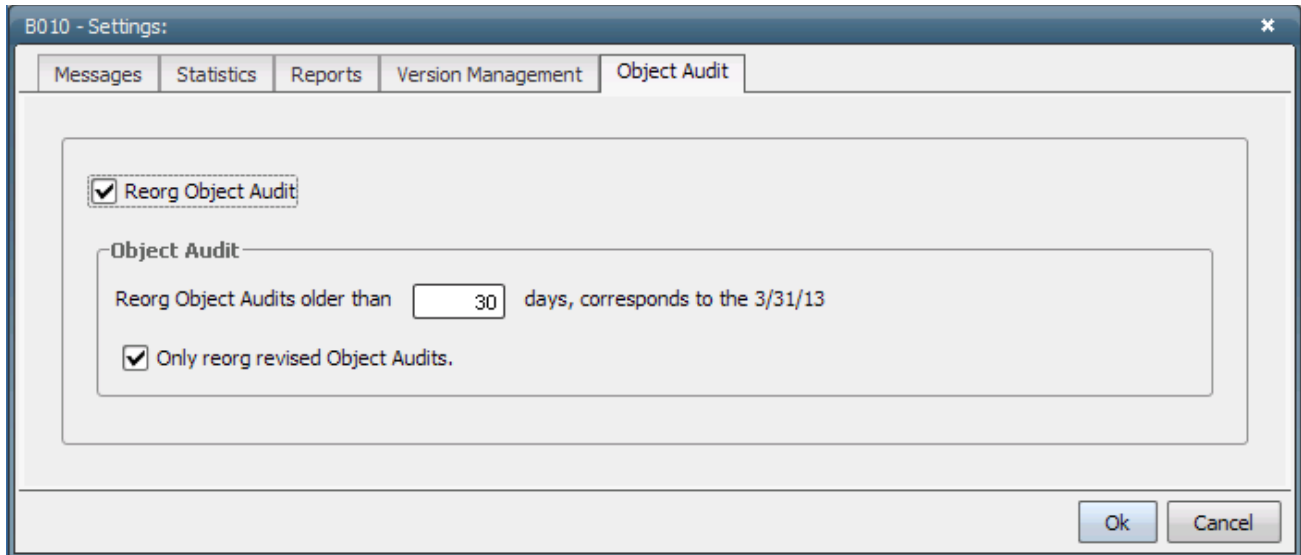 B010 - Settings:
Messages Statistics Reports Version Management Object Audit
Reorg Object Audit
Object Audit
Reorg Object Audits older than 30 days, corresponds to the 3/31/13
Only reorg revised Object Audits.
Ok Cancel